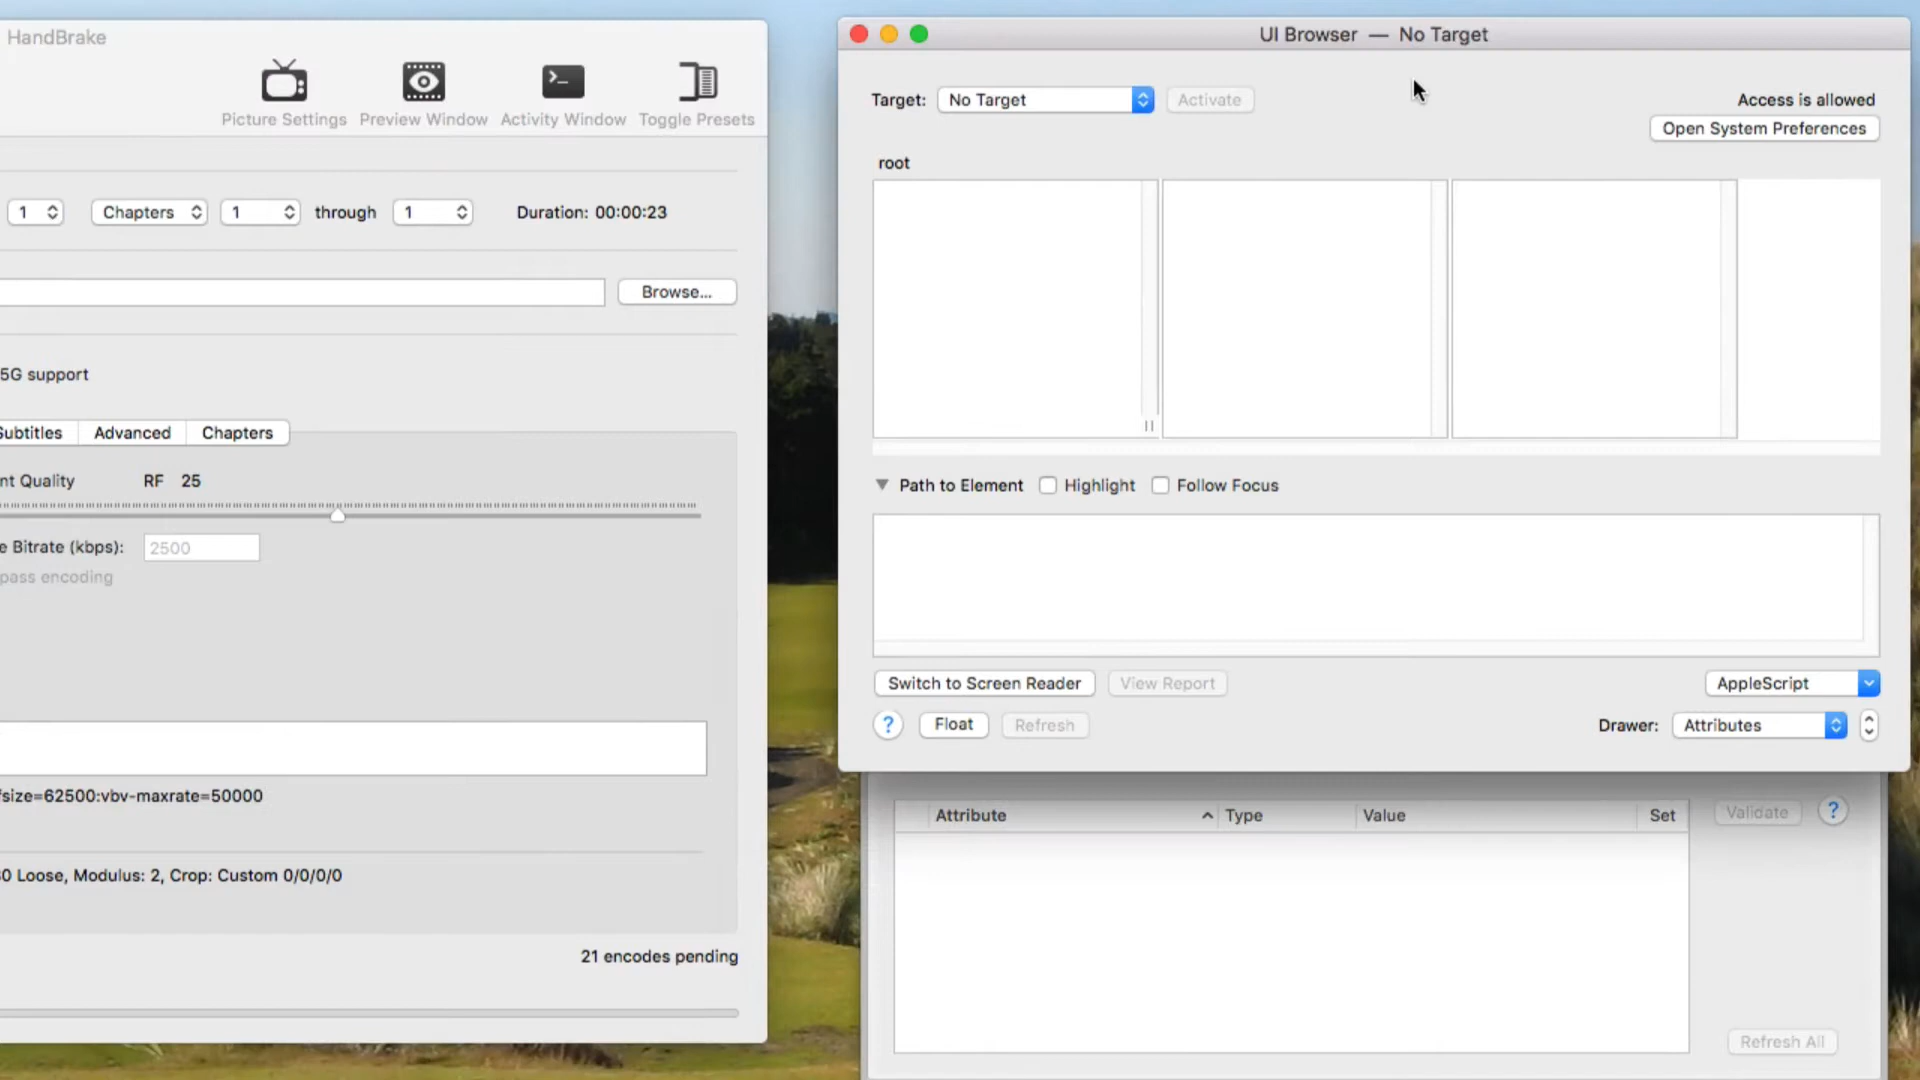 HandBrake
Picture Settings
Preview Window
Activity Window
Toggle Presets
1
Chapters
1
through
1
Duration: 00:00:23
Browse...
5G support
Subtitles
Advanced
Chapters
nt Quality
RF 25
e Bitrate (kbps):
2500
pass encoding
fsize=62500:vbv-maxrate=50000
0 Loose, Modulus: 2, Crop: Custom 0/0/0/0
21 encodes pending
UI Browser — No Target
Target:
No Target
Activate
Access is allowed
Open System Preferences
root
Path to Element
Highlight
Follow Focus
Switch to Screen Reader
View Report
AppleScript
?
Float
Refresh
Drawer:
Attributes
Attribute
Type
Value
Set
Validate
?
Refresh All